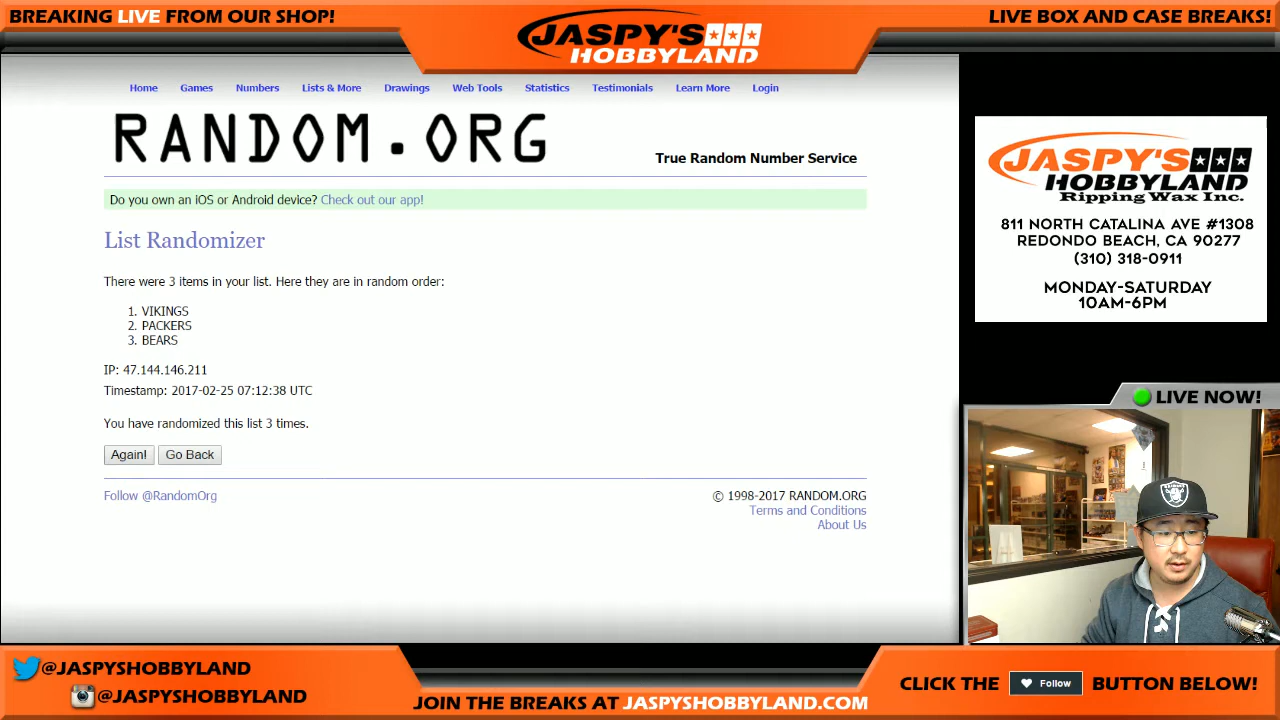 BREAKING LIVE FROM OUR SHOP!
JASPY'S
HOBBYLAND
LIVE BOX AND CASE BREAKS!
Home Games Numbers Lists & More Drawings Web Tools Statistics Testimonials Learn More Login
RANDOM.ORG
True Random Number Service
Do you own an iOS or Android device? Check out our app!
List Randomizer
There were 3 items in your list. Here they are in random order:
1. VIKINGS
2. PACKERS
3. BEARS
IP: 47.144.146.211
Timestamp: 2017-02-25 07:12:38 UTC
You have randomized this list 3 times.
Again! Go Back
Follow @RandomOrg
© 1998-2017 RANDOM.ORG
Terms and Conditions
About Us
JASPY'S
HOBBYLAND
Ripping Wax Inc.
811 NORTH CATALINA AVE #1308
REDONDO BEACH, CA 90277
(310) 318-0911
MONDAY-SATURDAY
10AM-6PM
LIVE NOW!
RAIDERS
@JASPYSHOBBYLAND
@JASPYSHOBBYLAND
JOIN THE BREAKS AT JASPYSHOBBYLAND.COM
CLICK THE Follow BUTTON BELOW!